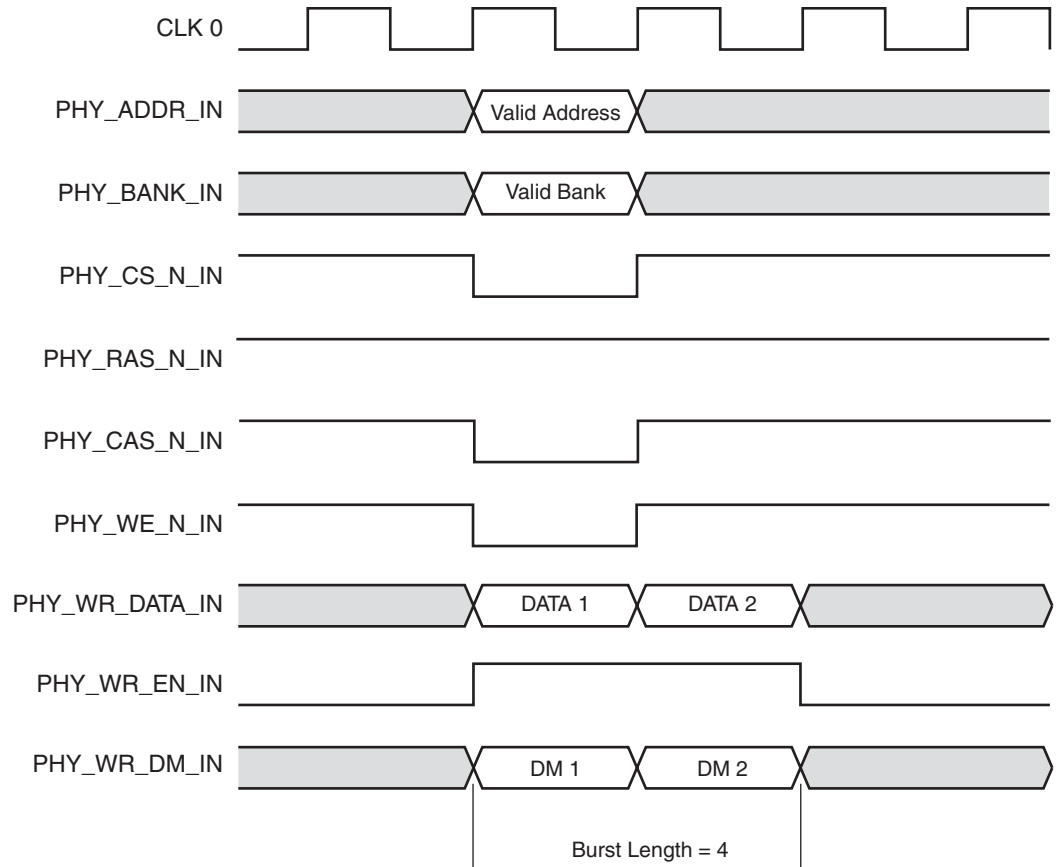 CLK 0
PHY_ADDR_IN Valid Address
PHY_BANK_IN Valid Bank
PHY_CS_N_IN
PHY_RAS_N_IN
PHY_CAS_N_IN
PHY_WE_N_IN
PHY_WR_DATA_IN DATA 1 DATA 2
PHY_WR_EN_IN
PHY_WR_DM_IN DM 1 DM 2
Burst Length = 4